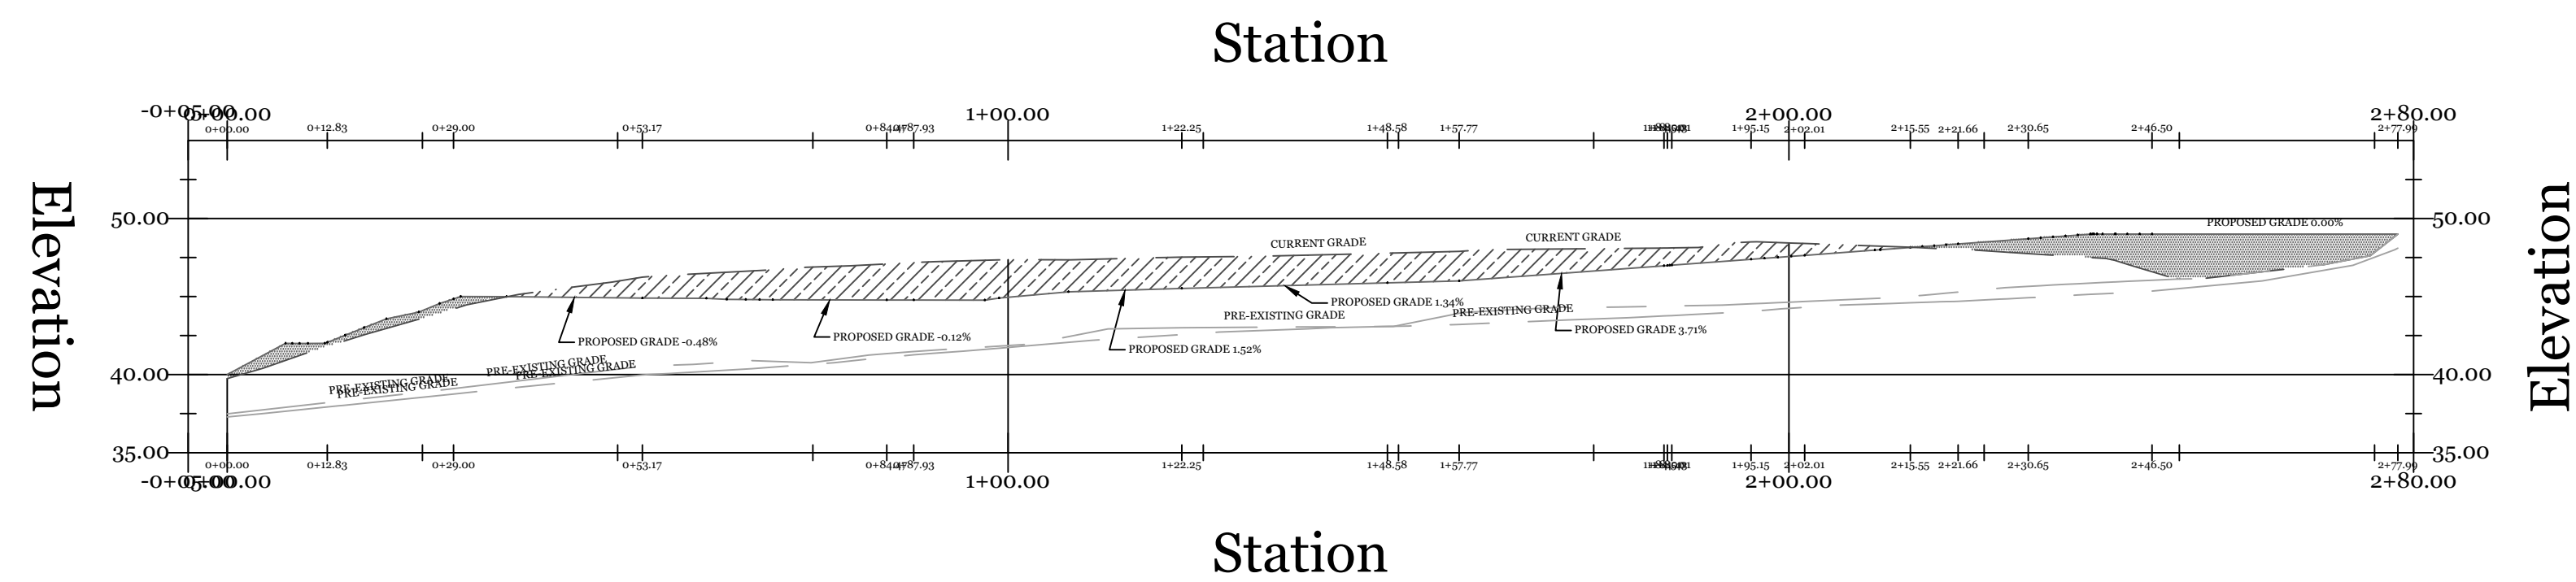 Station
0+00.00 1+00.00 2+00.00 2+80.00
0+00.00 0+12.83 0+29.00 0+53.17 1+22.25 1+48.58 1+57.77 1+95.15 2+02.01 2+15.55 2+21.66 2+30.65 2+46.50 2+77.99
Elevation
Elevation
50.00 50.00
PROPOSED GRADE 0.00%
CURRENT GRADE
CURRENT GRADE
PROPOSED GRADE 1.34%
PRE-EXISTING GRADE
PRE-EXISTING GRADE
PROPOSED GRADE 3.71%
PROPOSED GRADE -0.12%
PROPOSED GRADE -0.48%
PROPOSED GRADE 1.52%
PRE-EXISTING GRADE
PRE-EXISTING GRADE
40.00 40.00
PRE-EXISTING GRADE
PRE-EXISTING GRADE
35.00 35.00
0+00.00 0+12.83 0+29.00 0+53.17 1+22.25 1+48.58 1+57.77 1+95.15 2+02.01 2+15.55 2+21.66 2+30.65 2+46.50 2+77.99
0+00.00 1+00.00 2+00.00 2+80.00
Station